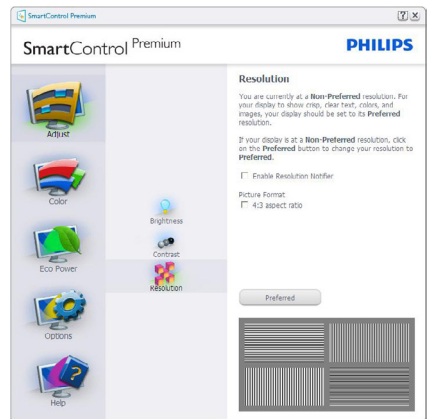 SmartControl Premium
SmartControl Premium
PHILIPS
Adjust
Color
Eco Power
Options
Help
Brightness
Contrast
Resolution
Resolution
You are currently at a Non-Preferred resolution. For
your display to show crisp, clear text, colors, and
images, your display should be set to its Preferred
resolution.
If your display is at a Non-Preferred resolution, click
on the Preferred button to change your resolution to
Preferred.
Enable Resolution Notifier
Picture Format
4:3 aspect ratio
Preferred